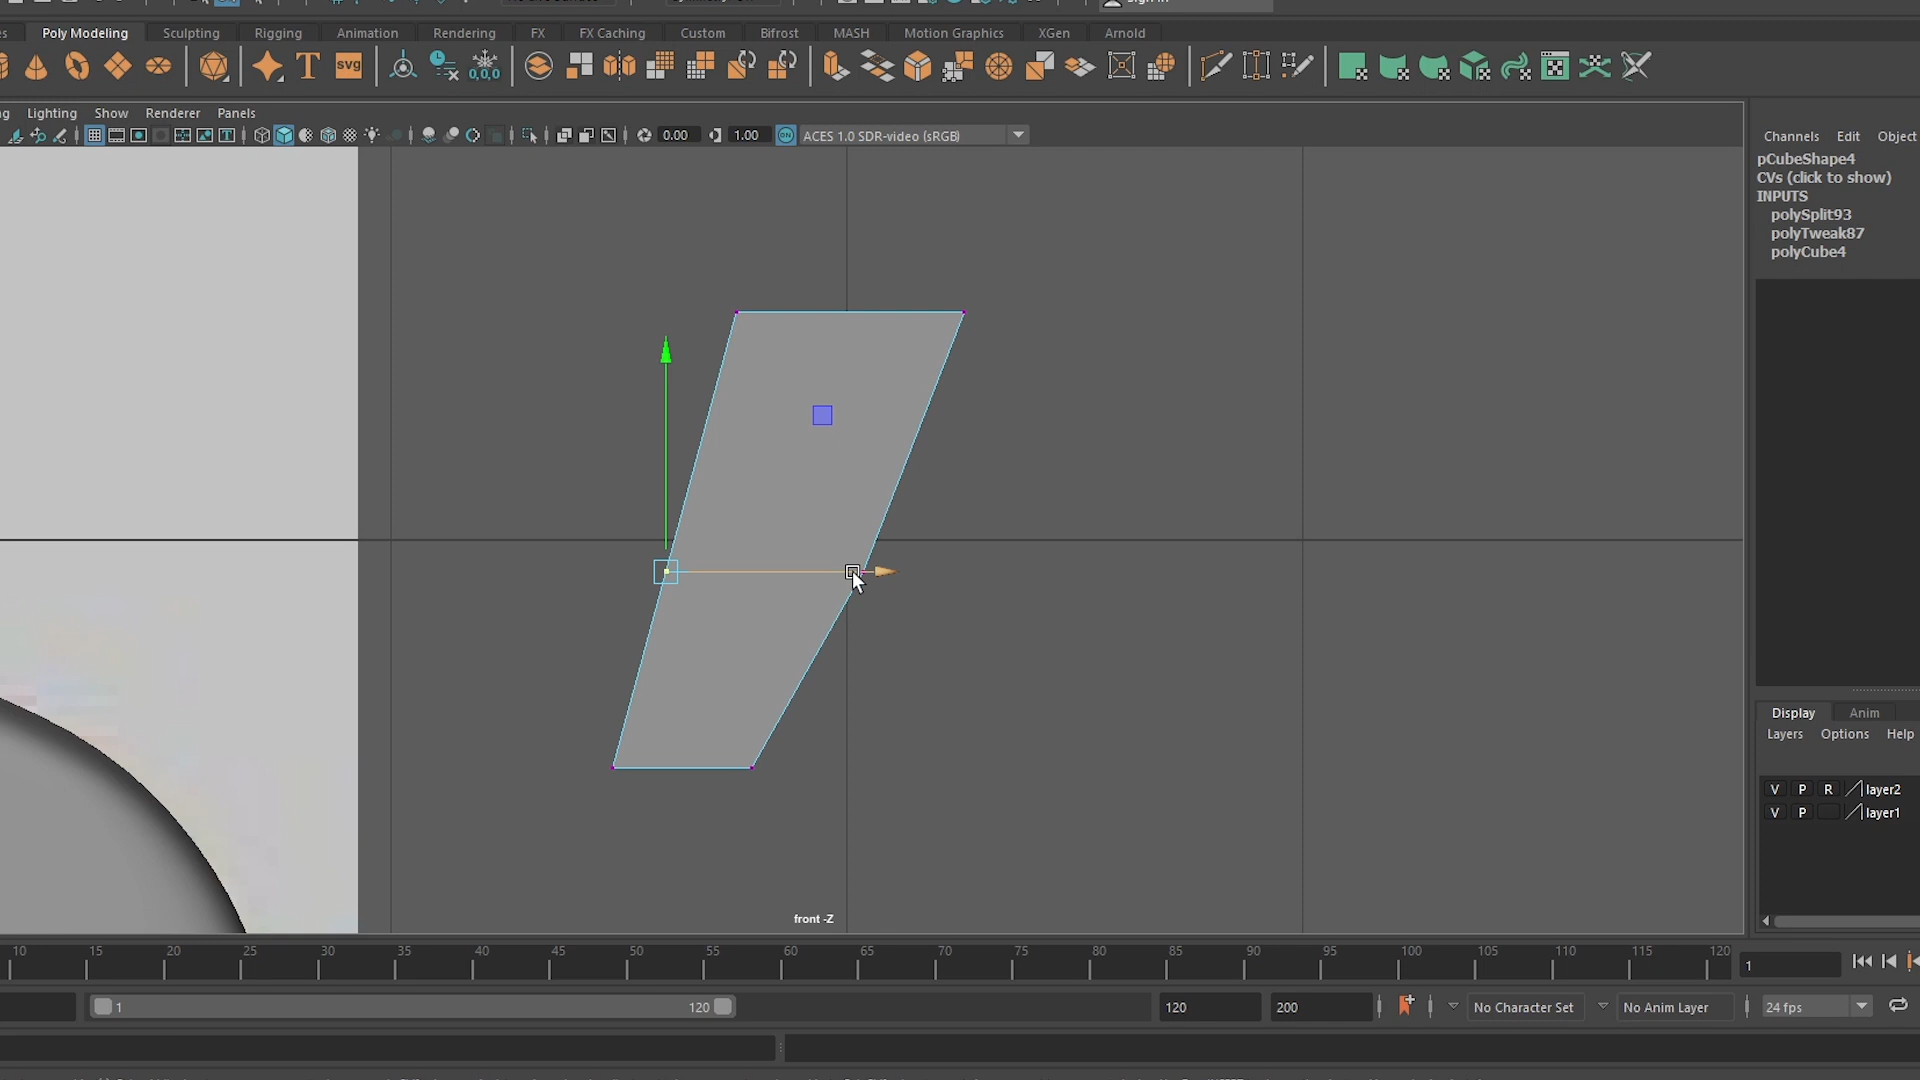 Poly Modeling Sculpting Rigging Animation Rendering FX FX Caching Custom Bifrost MASH Motion Graphics XGen Arnold
T svg 0,0,0
Lighting Show Renderer Panels
0.00 1.00 ON ACES 1.0 SDR-video (sRGB)
Channels Edit Object
pCubeShape4
CVs (click to show)
INPUTS
polySplit93
polyTweak87
polyCube4
Display Anim
Layers Options Help
V P R layer2
V P layer1
front -Z
10 15 20 25 30 35 40 45 50 55 60 65 70 75 80 85 90 95 100 105 110 115 120
1
1 120 120 200 No Character Set No Anim Layer 24 fps